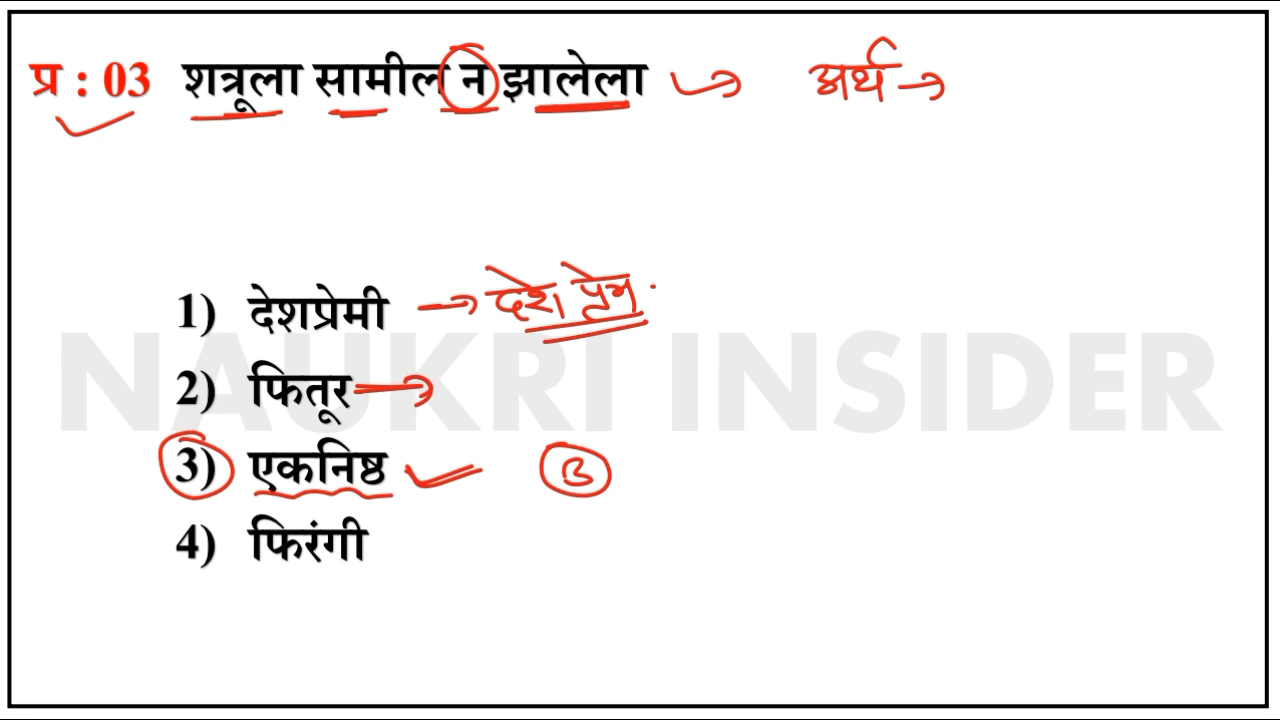 प्र : 03 शत्रूला सामील न झालेला अर्थ →
1) देशप्रेमी → देश प्रेम
2) फितूर →
3) एकनिष्ठ ✓ 3
4) फिरंगी
NAUKRI INSIDER